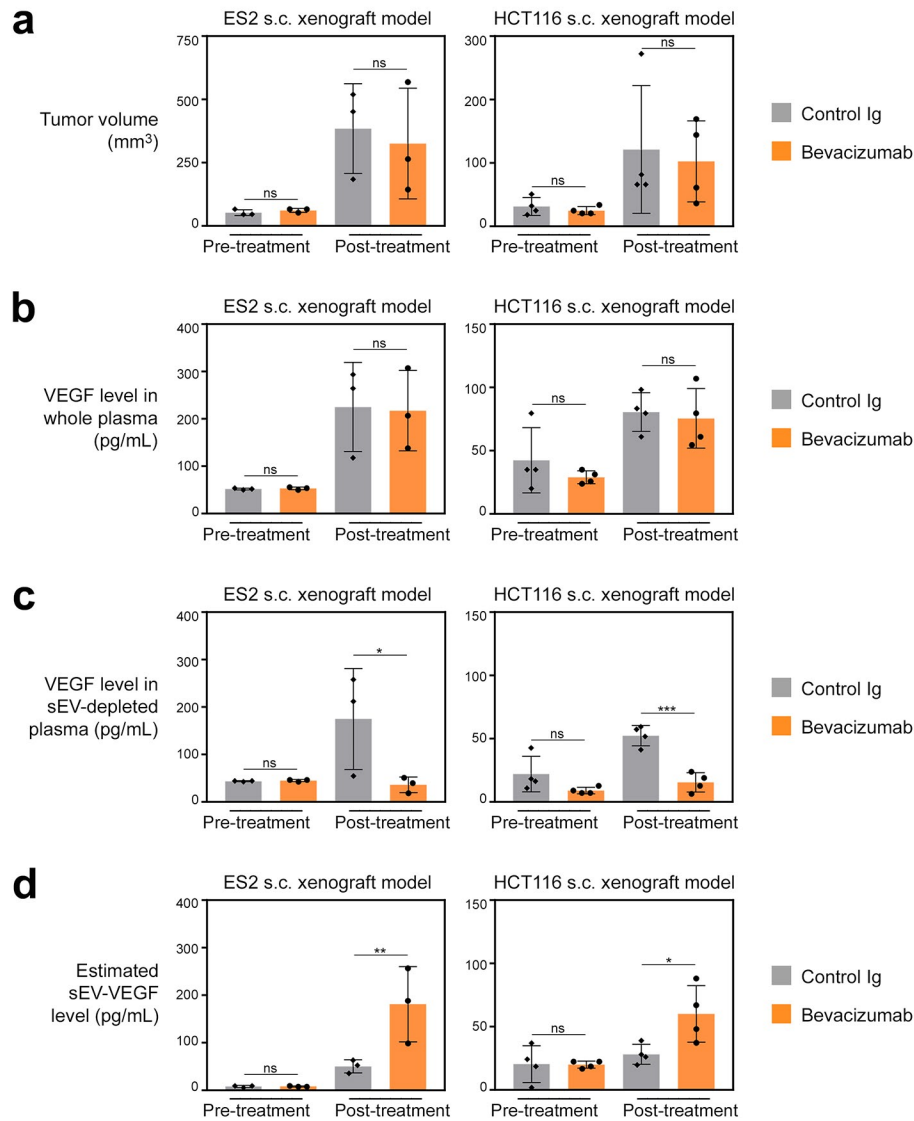 a
ES2 s.c. xenograft model
HCT116 s.c. xenograft model
Tumor volume
(mm3)
750
500
250
0
ns
ns
Pre-treatment
Post-treatment
300
200
100
0
ns
ns
Pre-treatment
Post-treatment
Control Ig
Bevacizumab
b
ES2 s.c. xenograft model
HCT116 s.c. xenograft model
VEGF level in
whole plasma
(pg/mL)
400
300
200
100
0
ns
ns
Pre-treatment
Post-treatment
150
100
50
0
ns
ns
Pre-treatment
Post-treatment
Control Ig
Bevacizumab
c
ES2 s.c. xenograft model
HCT116 s.c. xenograft model
VEGF level in
sEV-depleted
plasma (pg/mL)
400
300
200
100
0
ns
*
Pre-treatment
Post-treatment
150
100
50
0
ns
***
Pre-treatment
Post-treatment
Control Ig
Bevacizumab
d
ES2 s.c. xenograft model
HCT116 s.c. xenograft model
Estimated
sEV-VEGF
level (pg/mL)
400
300
200
100
0
ns
**
Pre-treatment
Post-treatment
150
100
50
0
ns
*
Pre-treatment
Post-treatment
Control Ig
Bevacizumab